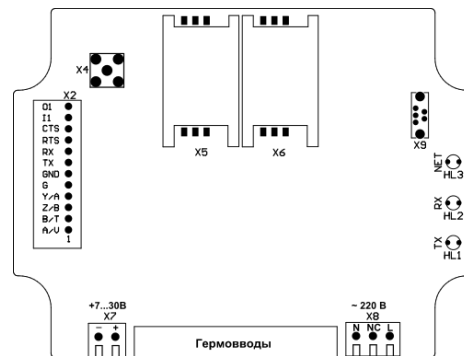 X4
X2
O1
I1
CTS
RTS
RX
TX
GND
G
Y/A
Z/B
B/T
A/V
1
X5
X6
X9
NET
HL3
RX
HL2
TX
HL1
+7...30В
X7
− +
~ 220 В
X8
N NC L
Гермовводы